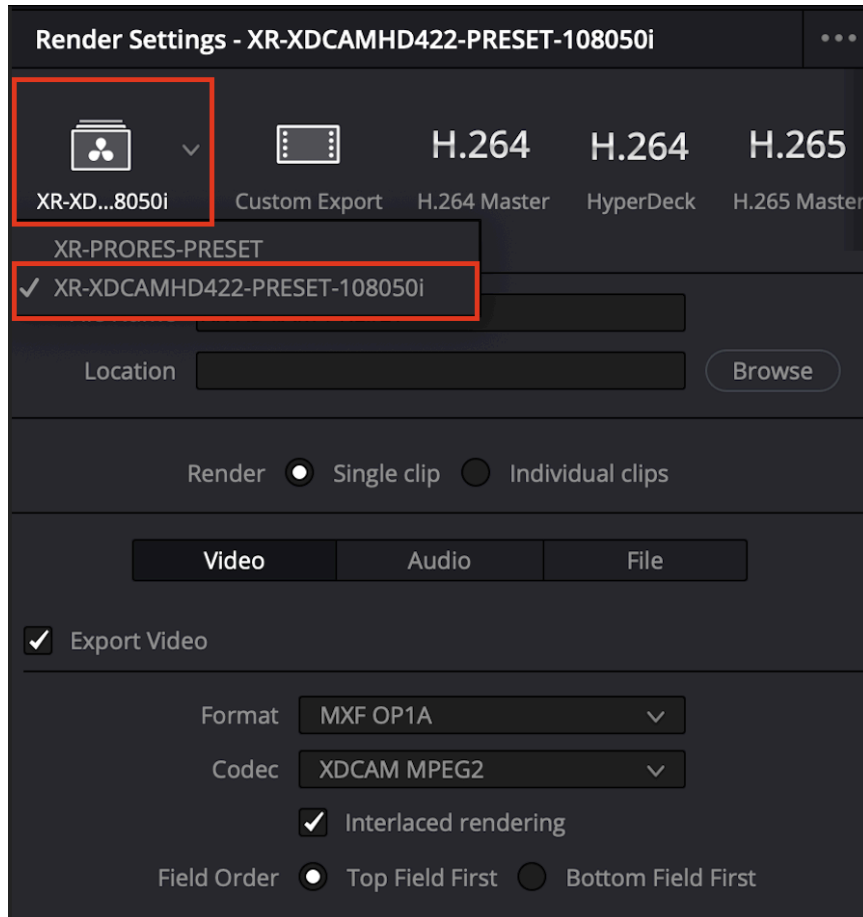 Render Settings - XR-XDCAMHD422-PRESET-108050i
H.264 H.264 H.265
XR-XD...8050i Custom Export H.264 Master HyperDeck H.265 Master
XR-PRORES-PRESET
XR-XDCAMHD422-PRESET-108050i
Location Browse
Render Single clip Individual clips
Video Audio File
Export Video
Format MXF OP1A
Codec XDCAM MPEG2
Interlaced rendering
Field Order Top Field First Bottom Field First